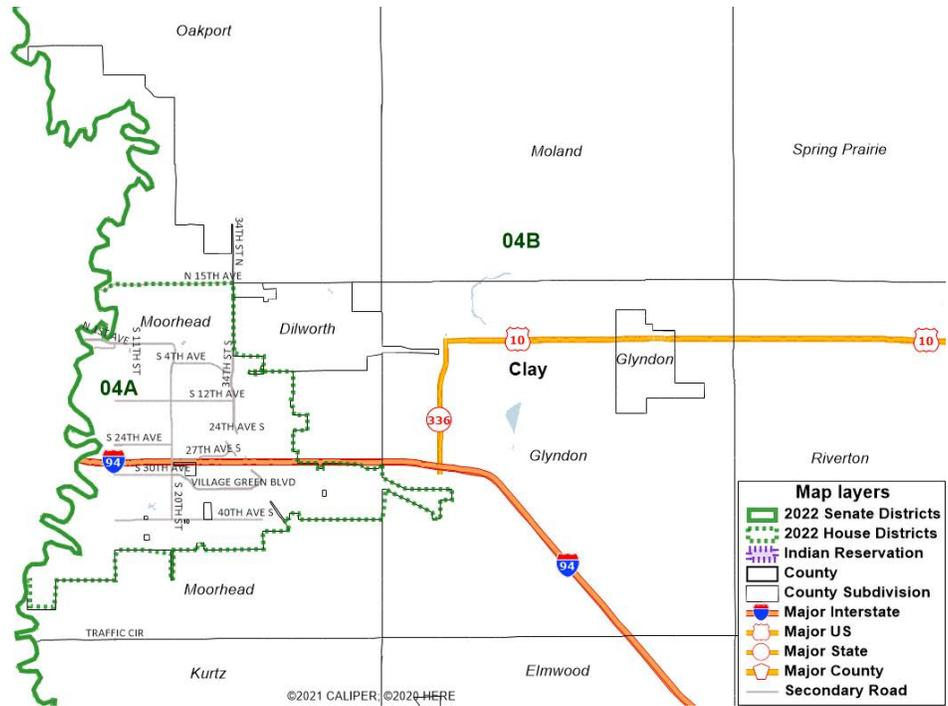 Oakport
Moland
Spring Prairie
34TH ST N
04B
N 15TH AVE
Moorhead
Dilworth
N 1ST AVE
S 11TH ST
S 4TH AVE
34TH ST S
10
10
Glyndon
Clay
04A
S 12TH AVE
336
24TH AVE S
S 24TH AVE
27TH AVE S
Glyndon
Riverton
94
S 30TH AVE
VILLAGE GREEN BLVD
S 20TH ST
40TH AVE S
94
Moorhead
TRAFFIC CIR
Kurtz
Elmwood
©2021 CALIPER; ©2020 HERE
Map layers
2022 Senate Districts
2022 House Districts
Indian Reservation
County
County Subdivision
Major Interstate
Major US
Major State
Major County
Secondary Road